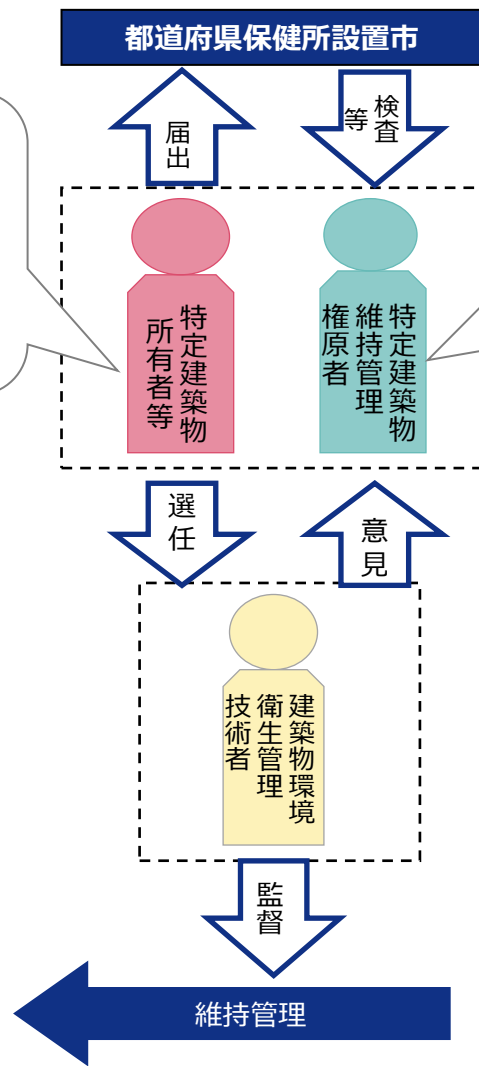 都道府県保健所設置市
届出
検査
等
特定建築物
所有者等
特定建築物
維持管理
権原者
選任
意見
建築物環境
衛生管理
技術者
監督
維持管理